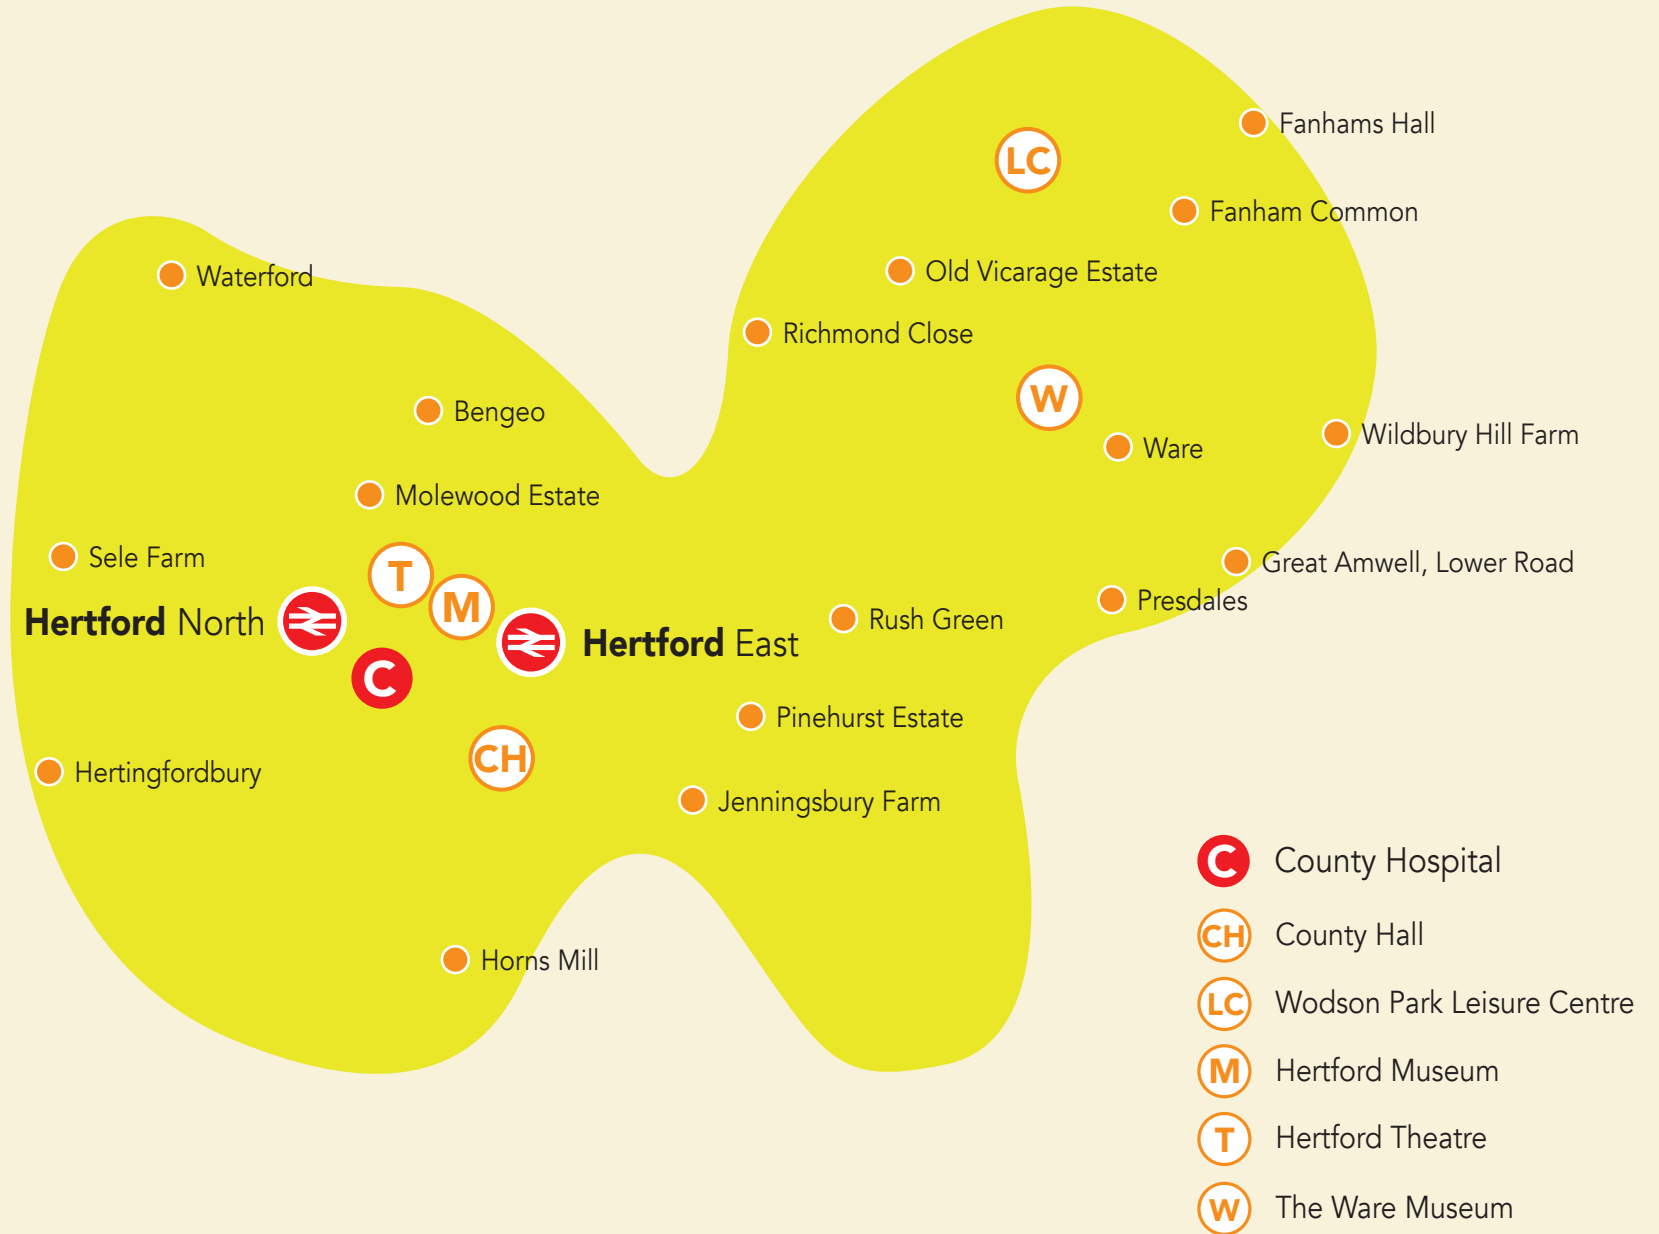 Fanhams Hall
LC
Fanham Common
Old Vicarage Estate
Waterford
Richmond Close
W
Bengeo
Wildbury Hill Farm
Ware
Molewood Estate
Sele Farm
T
Great Amwell, Lower Road
M
Presdales
Hertford North
Rush Green
Hertford East
C
Pinehurst Estate
CH
Hertingfordbury
Jenningsbury Farm
Horns Mill
C County Hospital
CH County Hall
LC Wodson Park Leisure Centre
M Hertford Museum
T Hertford Theatre
W The Ware Museum